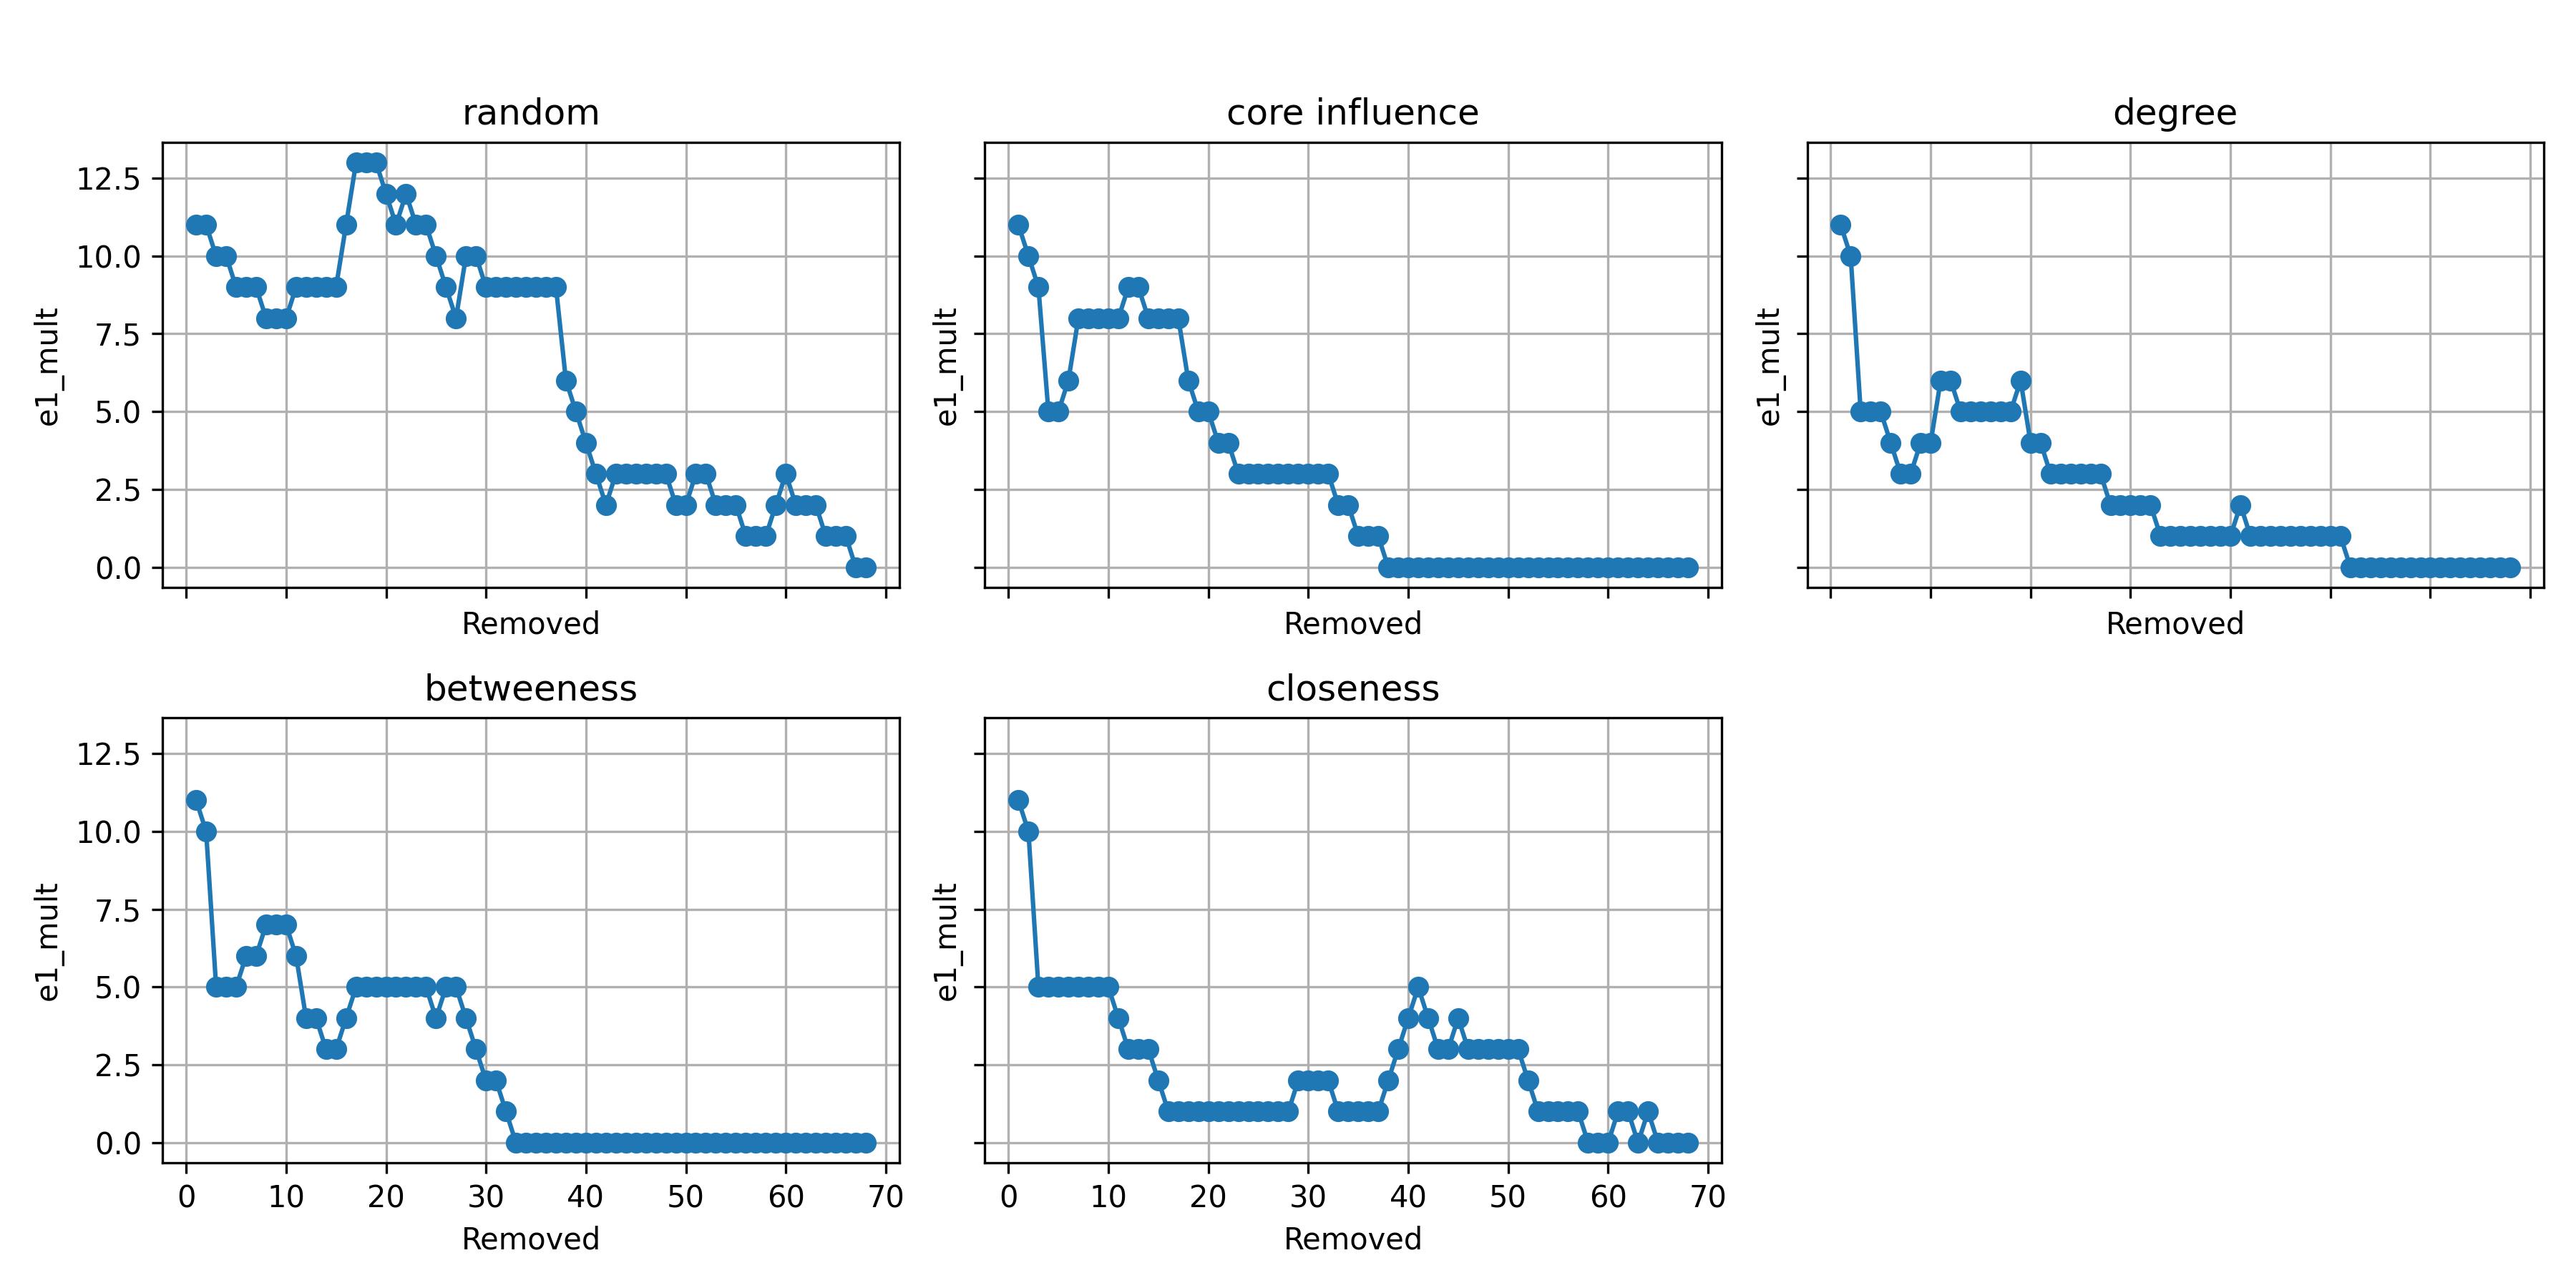 random
core influence
degree
12.5
10.0
7.5
5.0
2.5
0.0
e1_mult
e1_mult
e1_mult
Removed
Removed
Removed
betweeness
closeness
12.5
10.0
7.5
5.0
2.5
0.0
e1_mult
e1_mult
0 10 20 30 40 50 60 70
0 10 20 30 40 50 60 70
Removed
Removed